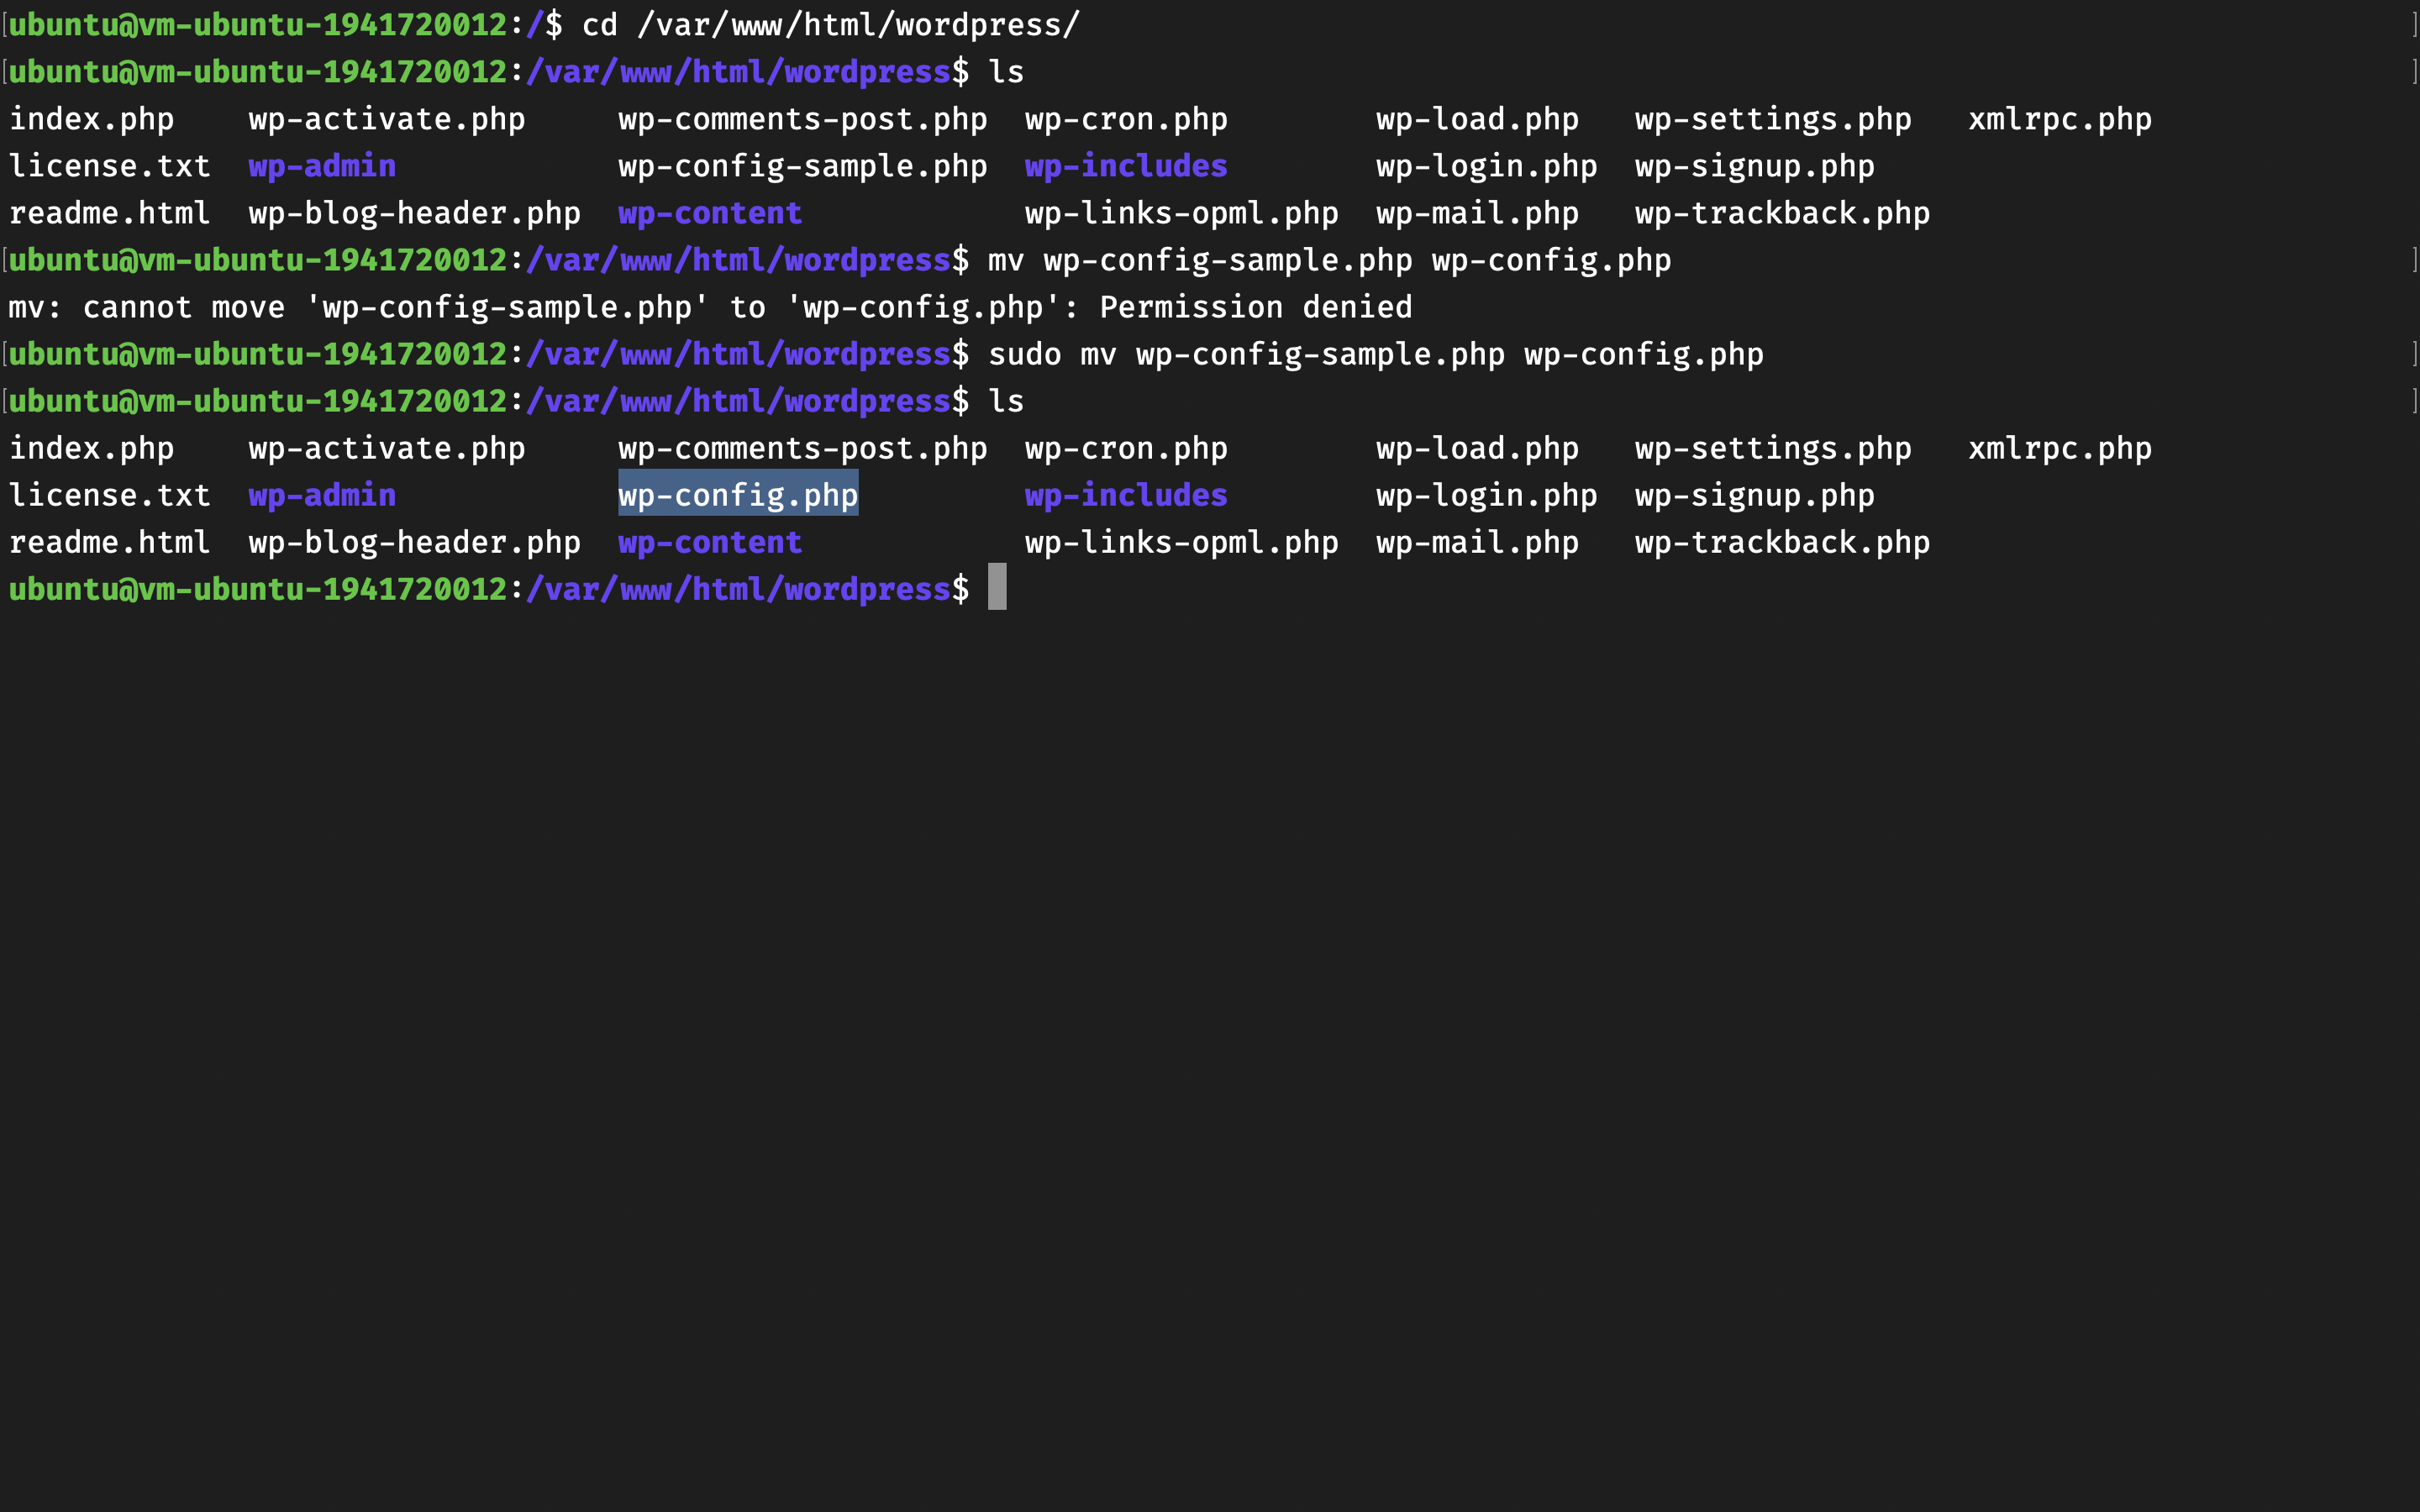 [ubuntu@vm-ubuntu-1941720012:/$ cd /var/www/html/wordpress/ ]
[ubuntu@vm-ubuntu-1941720012:/var/www/html/wordpress$ ls ]
index.php    wp-activate.php     wp-comments-post.php  wp-cron.php        wp-load.php   wp-settings.php   xmlrpc.php
license.txt  wp-admin            wp-config-sample.php  wp-includes        wp-login.php  wp-signup.php
readme.html  wp-blog-header.php  wp-content            wp-links-opml.php  wp-mail.php   wp-trackback.php
[ubuntu@vm-ubuntu-1941720012:/var/www/html/wordpress$ mv wp-config-sample.php wp-config.php ]
mv: cannot move 'wp-config-sample.php' to 'wp-config.php': Permission denied
[ubuntu@vm-ubuntu-1941720012:/var/www/html/wordpress$ sudo mv wp-config-sample.php wp-config.php ]
[ubuntu@vm-ubuntu-1941720012:/var/www/html/wordpress$ ls ]
index.php    wp-activate.php     wp-comments-post.php  wp-cron.php        wp-load.php   wp-settings.php   xmlrpc.php
license.txt  wp-admin            wp-config.php         wp-includes        wp-login.php  wp-signup.php
readme.html  wp-blog-header.php  wp-content            wp-links-opml.php  wp-mail.php   wp-trackback.php
ubuntu@vm-ubuntu-1941720012:/var/www/html/wordpress$